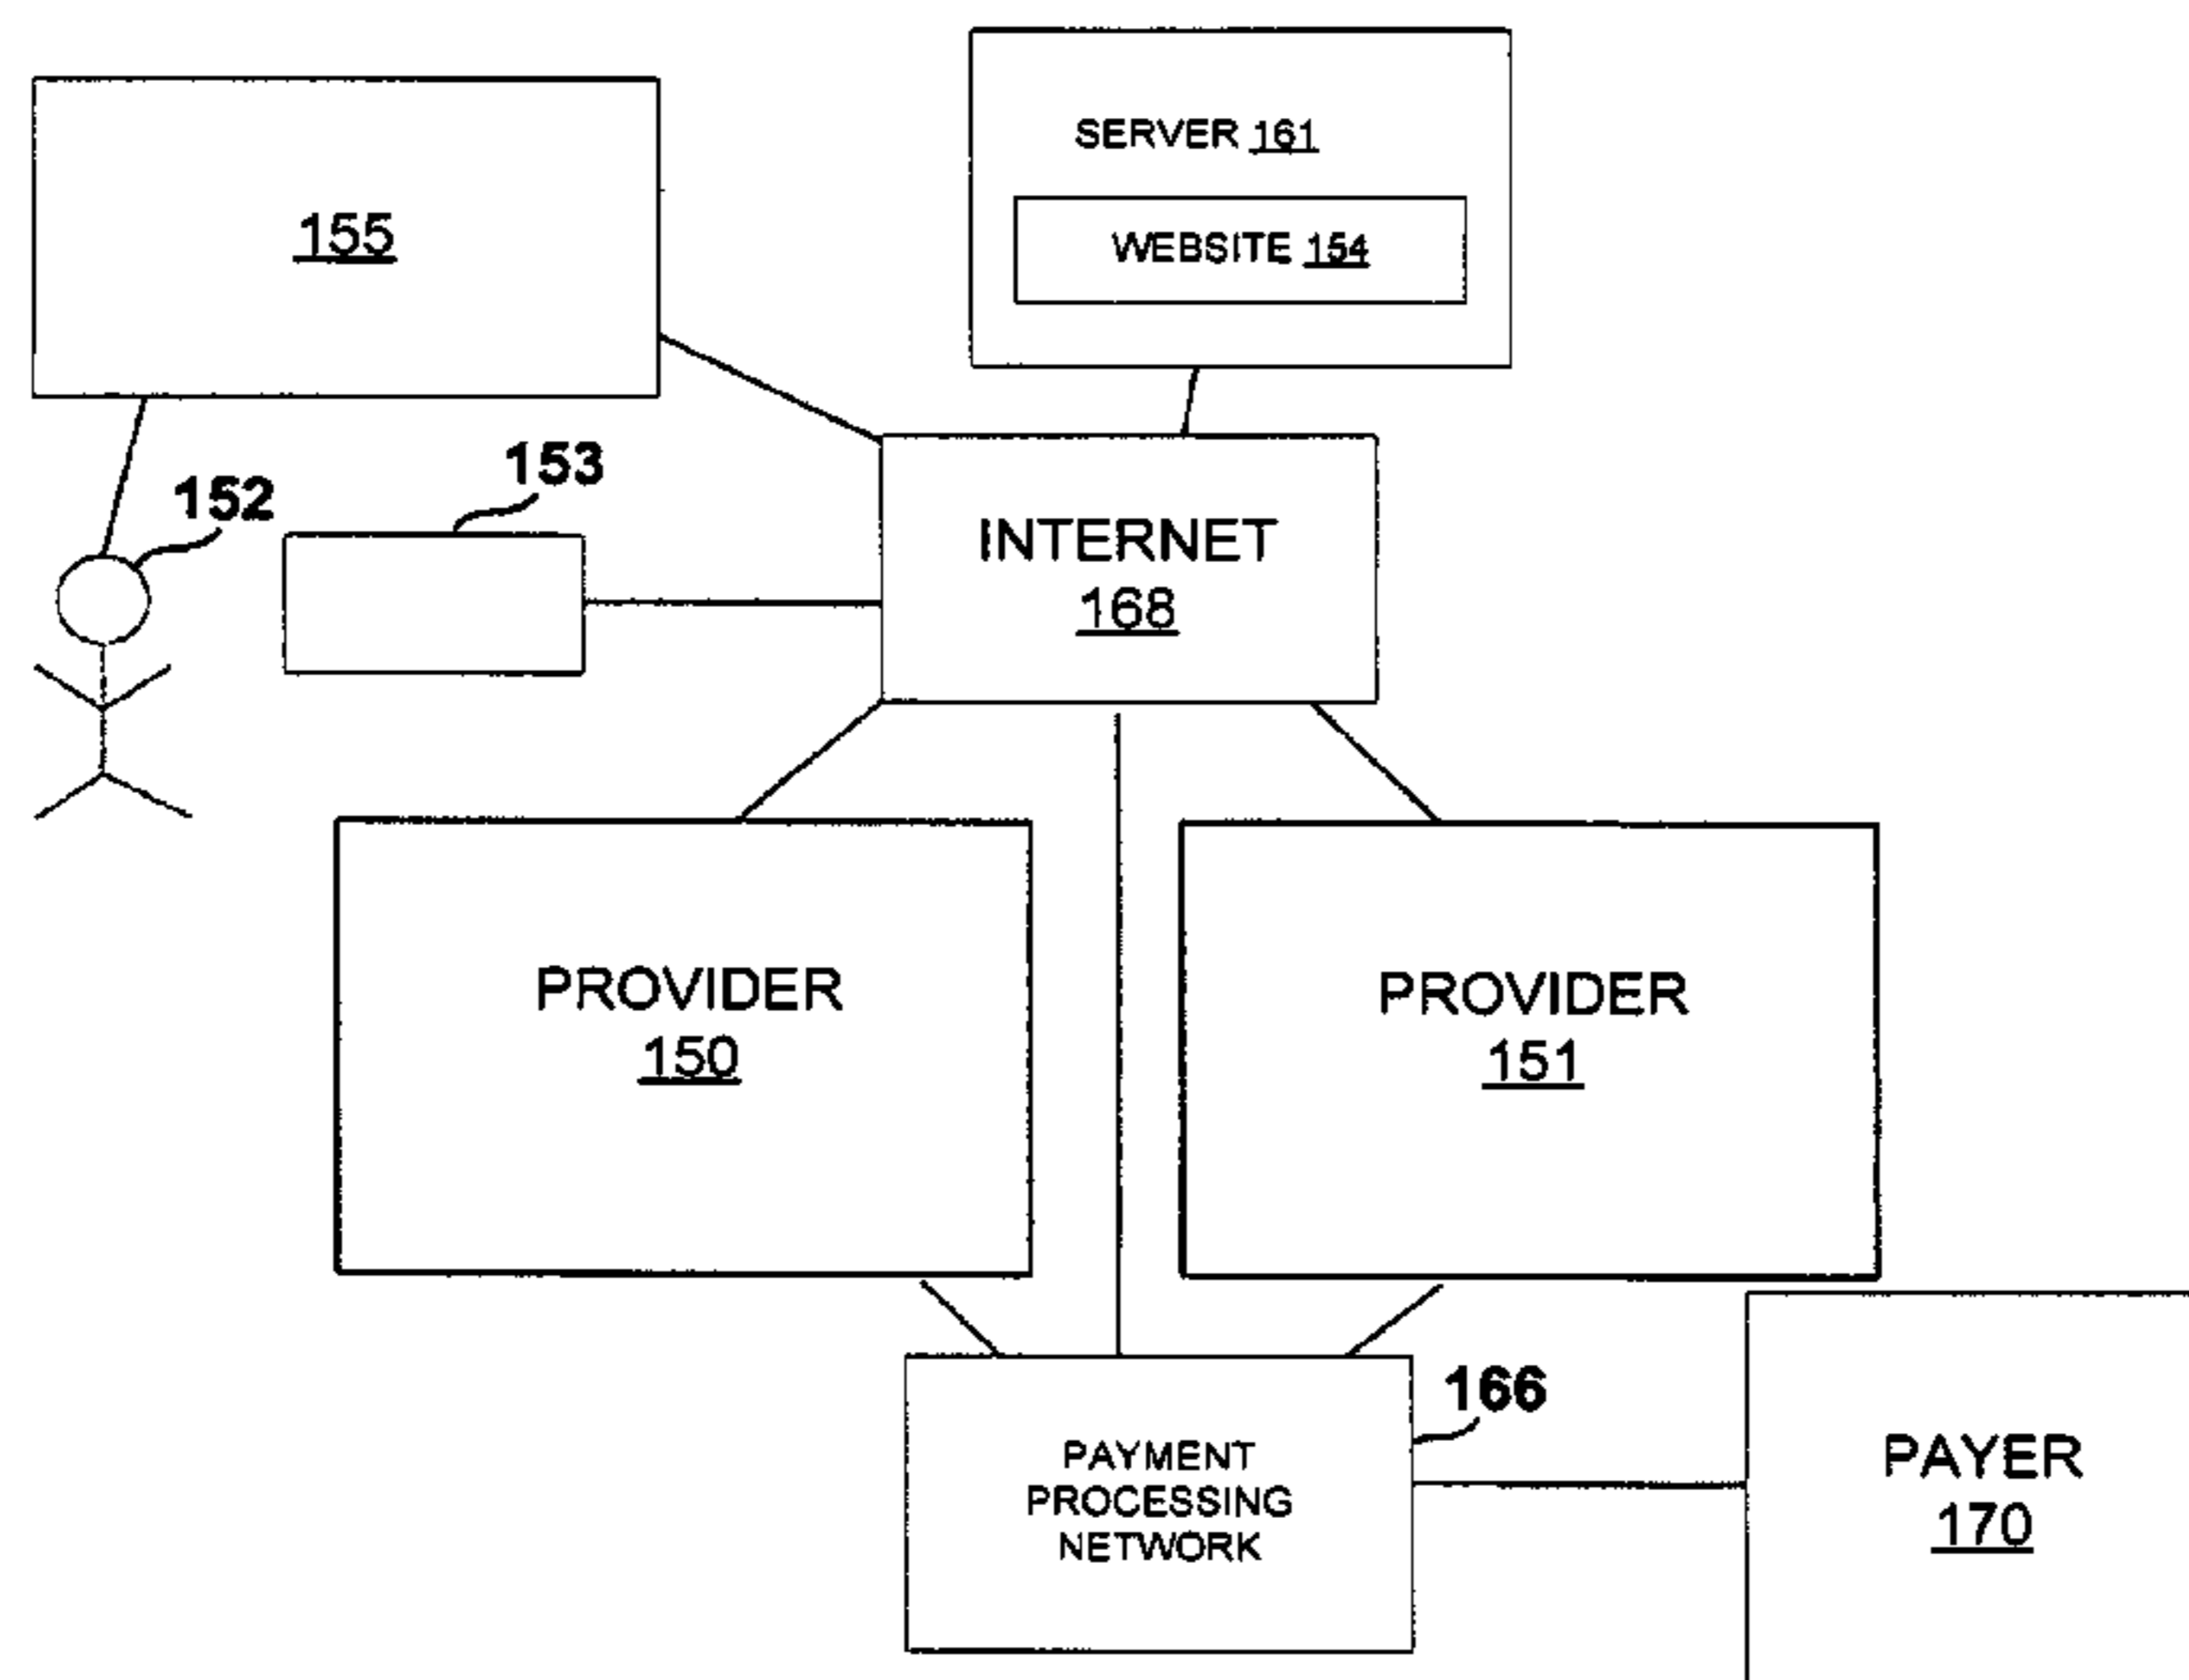 SERVER 161
WEBSITE 154
155
153
152
INTERNET
168
PROVIDER
150
PROVIDER
151
166
PAYMENT
PROCESSING
NETWORK
PAYER
170